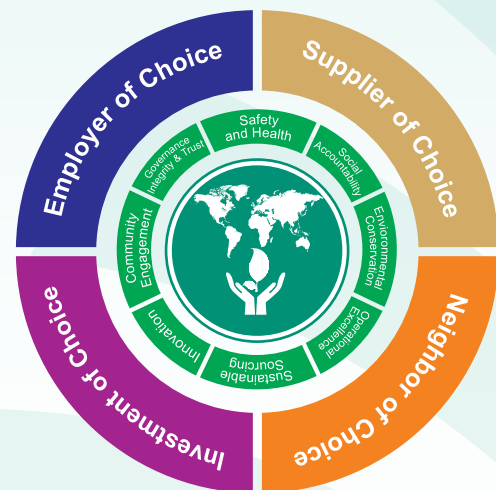 Employer of Choice
Supplier of Choice
Neighbor of Choice
Investment of Choice
Safety
and Health
Social
Accountability
Envioronmental
Conservation
Operational
Excellence
Sustainable
Sourcing
Innovation
Community
Engagement
Governance
Integrity & Trust